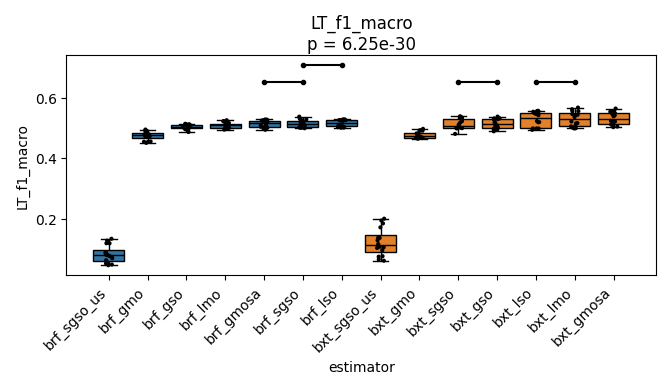 LT_f1_macro
p = 6.25e-30
LT_f1_macro
0.6
0.4
0.2
brf_sgso_us
brf_gmo
brf_gso
brf_lmo
brf_gmosa
brf_sgso
brf_lso
bxt_sgso_us
bxt_gmo
bxt_sgso
bxt_gso
bxt_lso
bxt_lmo
bxt_gmosa
estimator